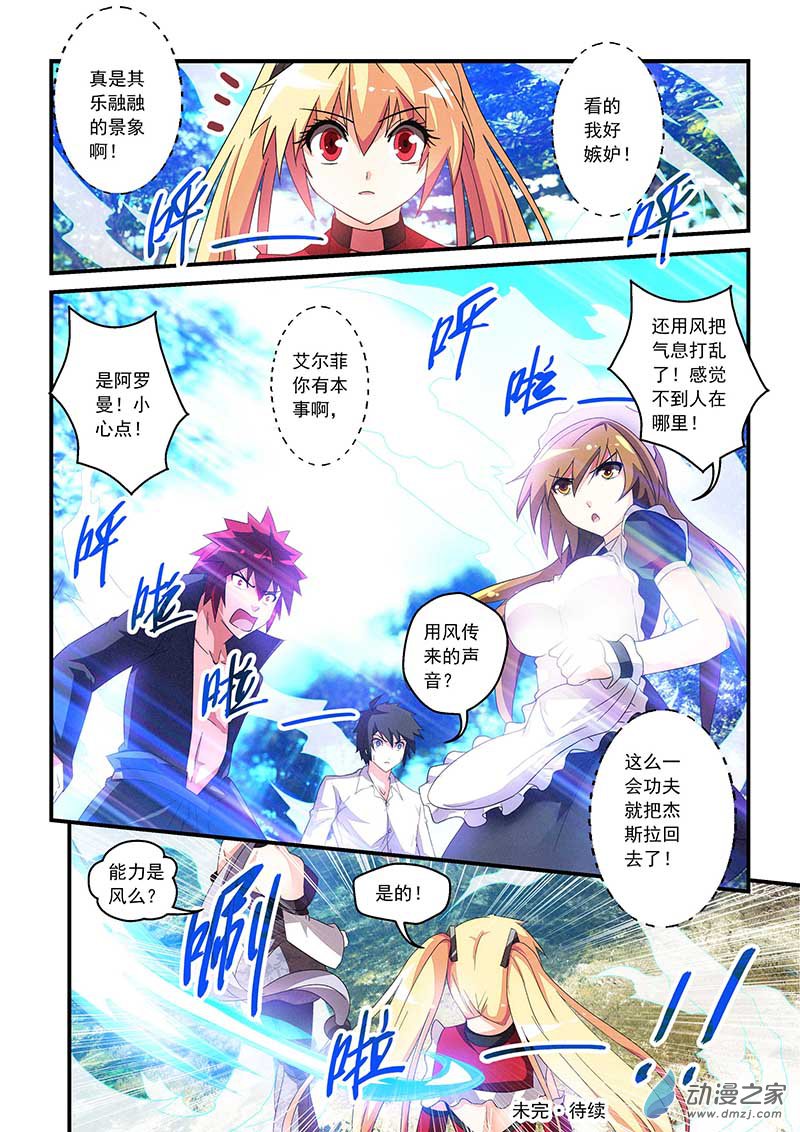 真是其
乐融融
的景象
啊！
看的
我好
嫉妒！
呼
啦
——
呼
啦
——
是阿罗
曼！小
心点！
艾尔菲
你有本
事啊，
还用风把
气息打乱
了！感觉
不到人在
哪里！
呼
啦
——
呼
啦
啦
——
用风传
来的声
音？
这么一
会功夫
就把杰
斯拉回
去了！
能力是
风么？
是的！
唰
啦
——
！！
未完·待续
动漫之家
www.dmzj.com